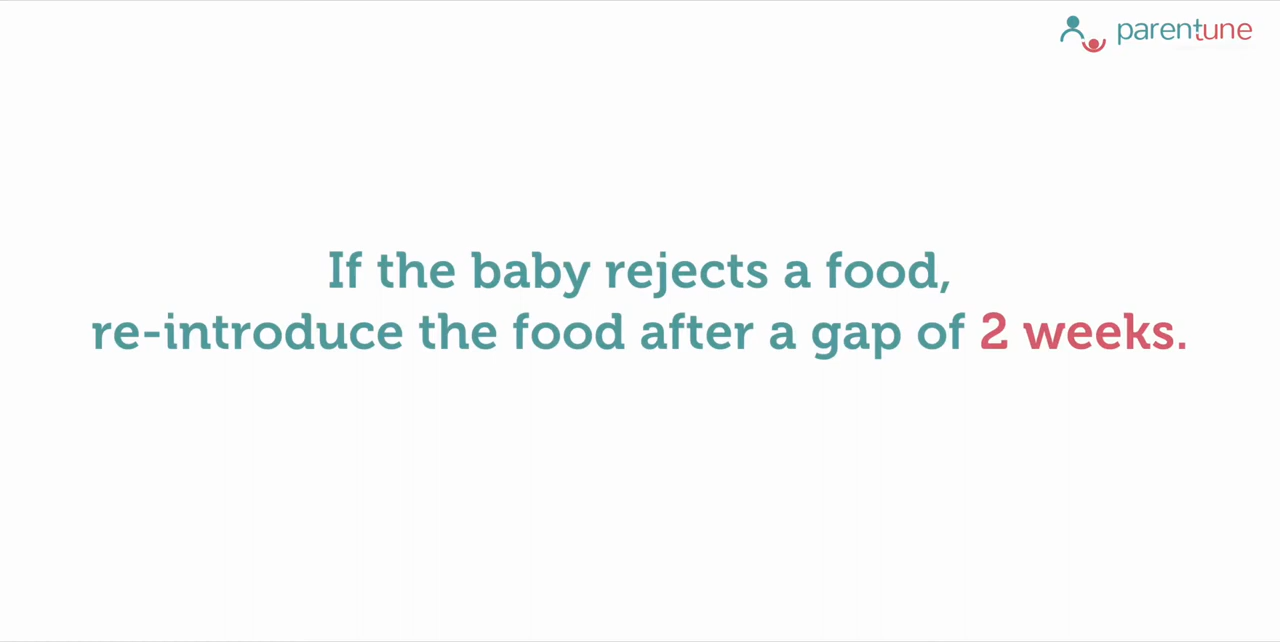 parentune
If the baby rejects a food,
re-introduce the food after a gap of 2 weeks.